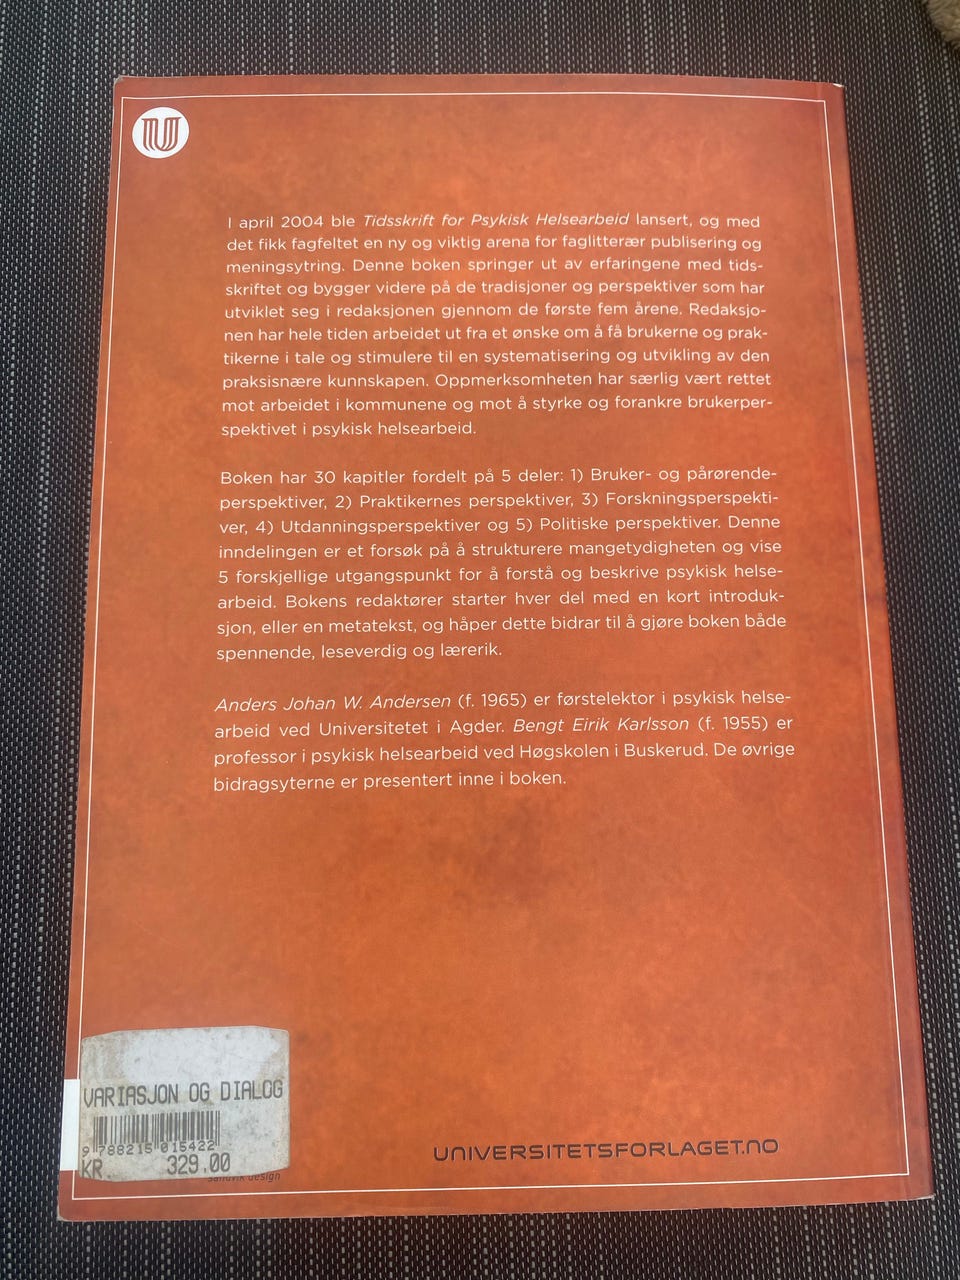 U
I april 2004 ble Tidsskrift for Psykisk Helsearbeid lansert, og med
det fikk fagfeltet en ny og viktig arena for faglitterær publisering og
meningsytring. Denne boken springer ut av erfaringene med tids-
skriftet og bygger videre på de tradisjoner og perspektiver som har
utviklet seg i redaksjonen gjennom de første fem årene. Redaksjo-
nen har hele tiden arbeidet ut fra et ønske om å få brukerne og prak-
tikerne i tale og stimulere til en systematisering og utvikling av den
praksisnære kunnskapen. Oppmerksomheten har særlig vært rettet
mot arbeidet i kommunene og mot å styrke og forankre brukerper-
spektivet i psykisk helsearbeid.
Boken har 30 kapitler fordelt på 5 deler: 1) Bruker- og pårørende-
perspektiver, 2) Praktikernes perspektiver, 3) Forskningsperspekti-
ver, 4) Utdanningsperspektiver og 5) Politiske perspektiver. Denne
inndelingen er et forsøk på å strukturere mangetydigheten og vise
5 forskjellige utgangspunkt for å forstå og beskrive psykisk helse-
arbeid. Bokens redaktører starter hver del med en kort introduk-
sjon, eller en metatekst, og håper dette bidrar til å gjøre boken både
spennende, leseverdig og lærerik.
Anders Johan W. Andersen (f. 1965) er førstelektor i psykisk helse-
arbeid ved Universitetet i Agder. Bengt Eirik Karlsson (f. 1955) er
professor i psykisk helsearbeid ved Høgskolen i Buskerud. De øvrige
bidragsyterne er presentert inne i boken.
VARIASJON OG DIALOG
9 788215 015422
KR 329.00
sandvik design
UNIVERSITETSFORLAGET.NO